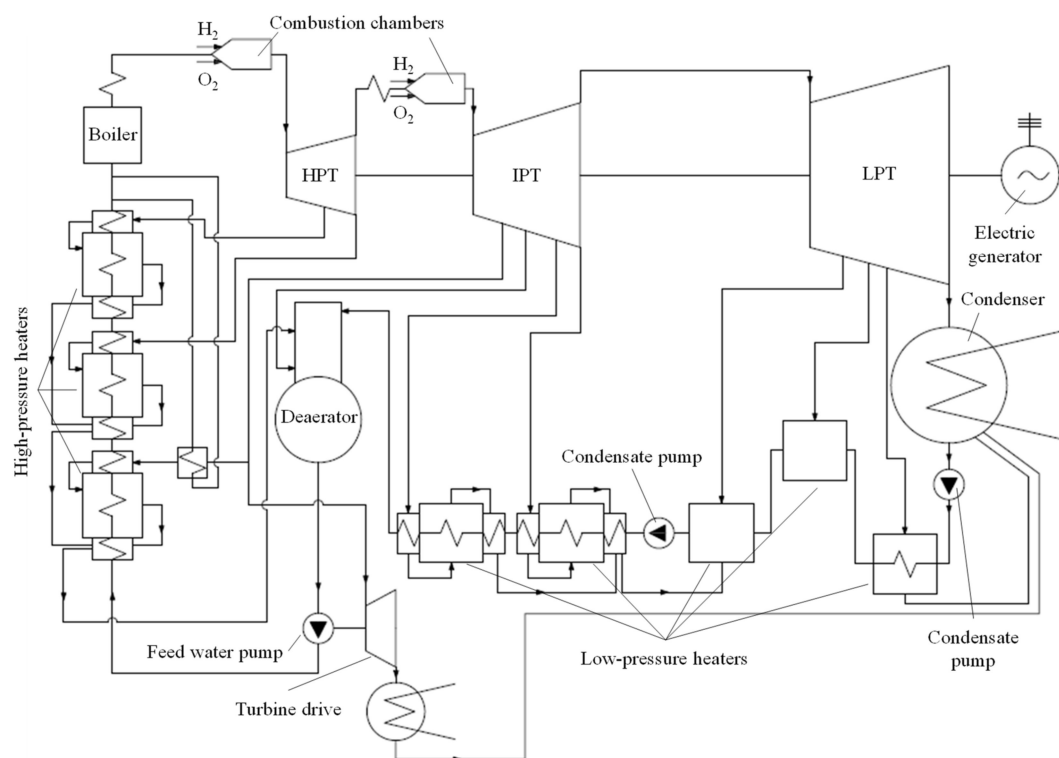 H₂
Combustion chambers
O₂
H₂
O₂
Boiler
HPT
IPT
LPT
Electric
generator
Condenser
High-pressure heaters
Deaerator
Condensate pump
Feed water pump
Turbine drive
Low-pressure heaters
Condensate
pump